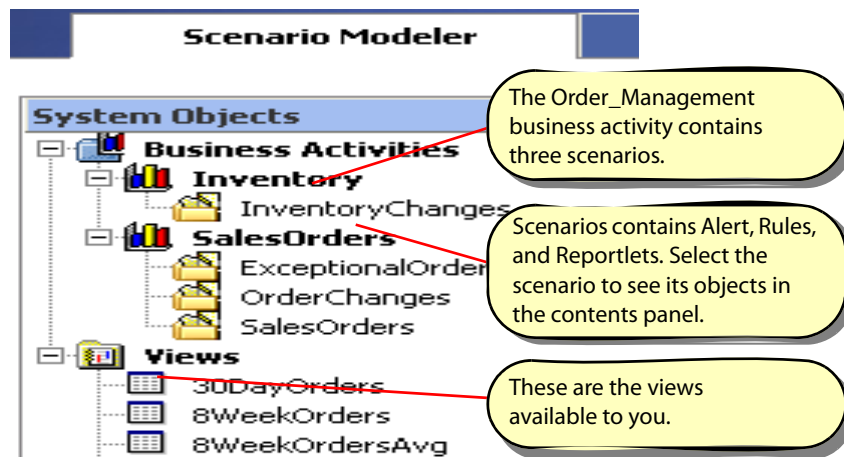 Scenario Modeler
System Objects
Business Activities
Inventory
InventoryChanges
SalesOrders
ExceptionalOrder
OrderChanges
SalesOrders
Views
30DayOrders
8WeekOrders
8WeekOrdersAvg
The Order_Management
business activity contains
three scenarios.
Scenarios contains Alert, Rules,
and Reportlets. Select the
scenario to see its objects in
the contents panel.
These are the views
available to you.